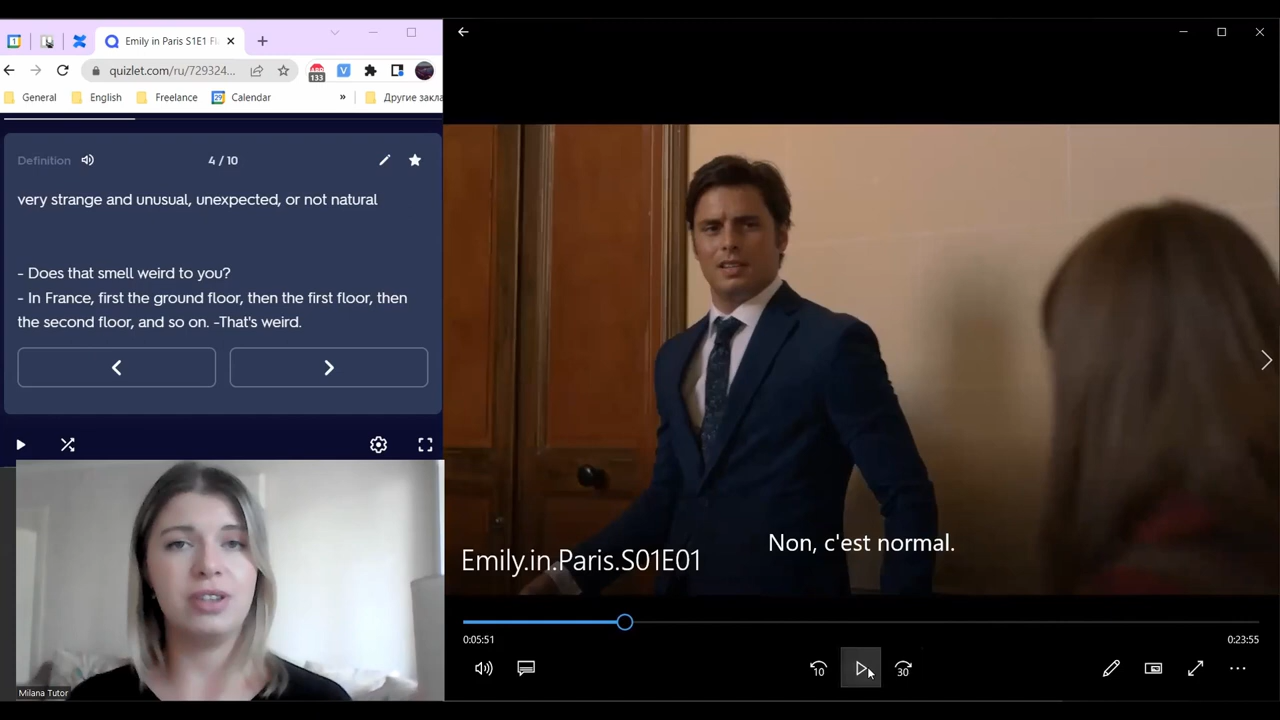 Emily in Paris S1E1 Fl
quizlet.com/ru/729324...
133
General
English
Freelance
29
Calendar
»
Другие закла
Definition
4 / 10
very strange and unusual, unexpected, or not natural
- Does that smell weird to you?
- In France, first the ground floor, then the first floor, then
the second floor, and so on. -That's weird.
Milana Tutor
Non, c'est normal.
Emily.in.Paris.S01E01
0:05:51
0:23:55
10
30